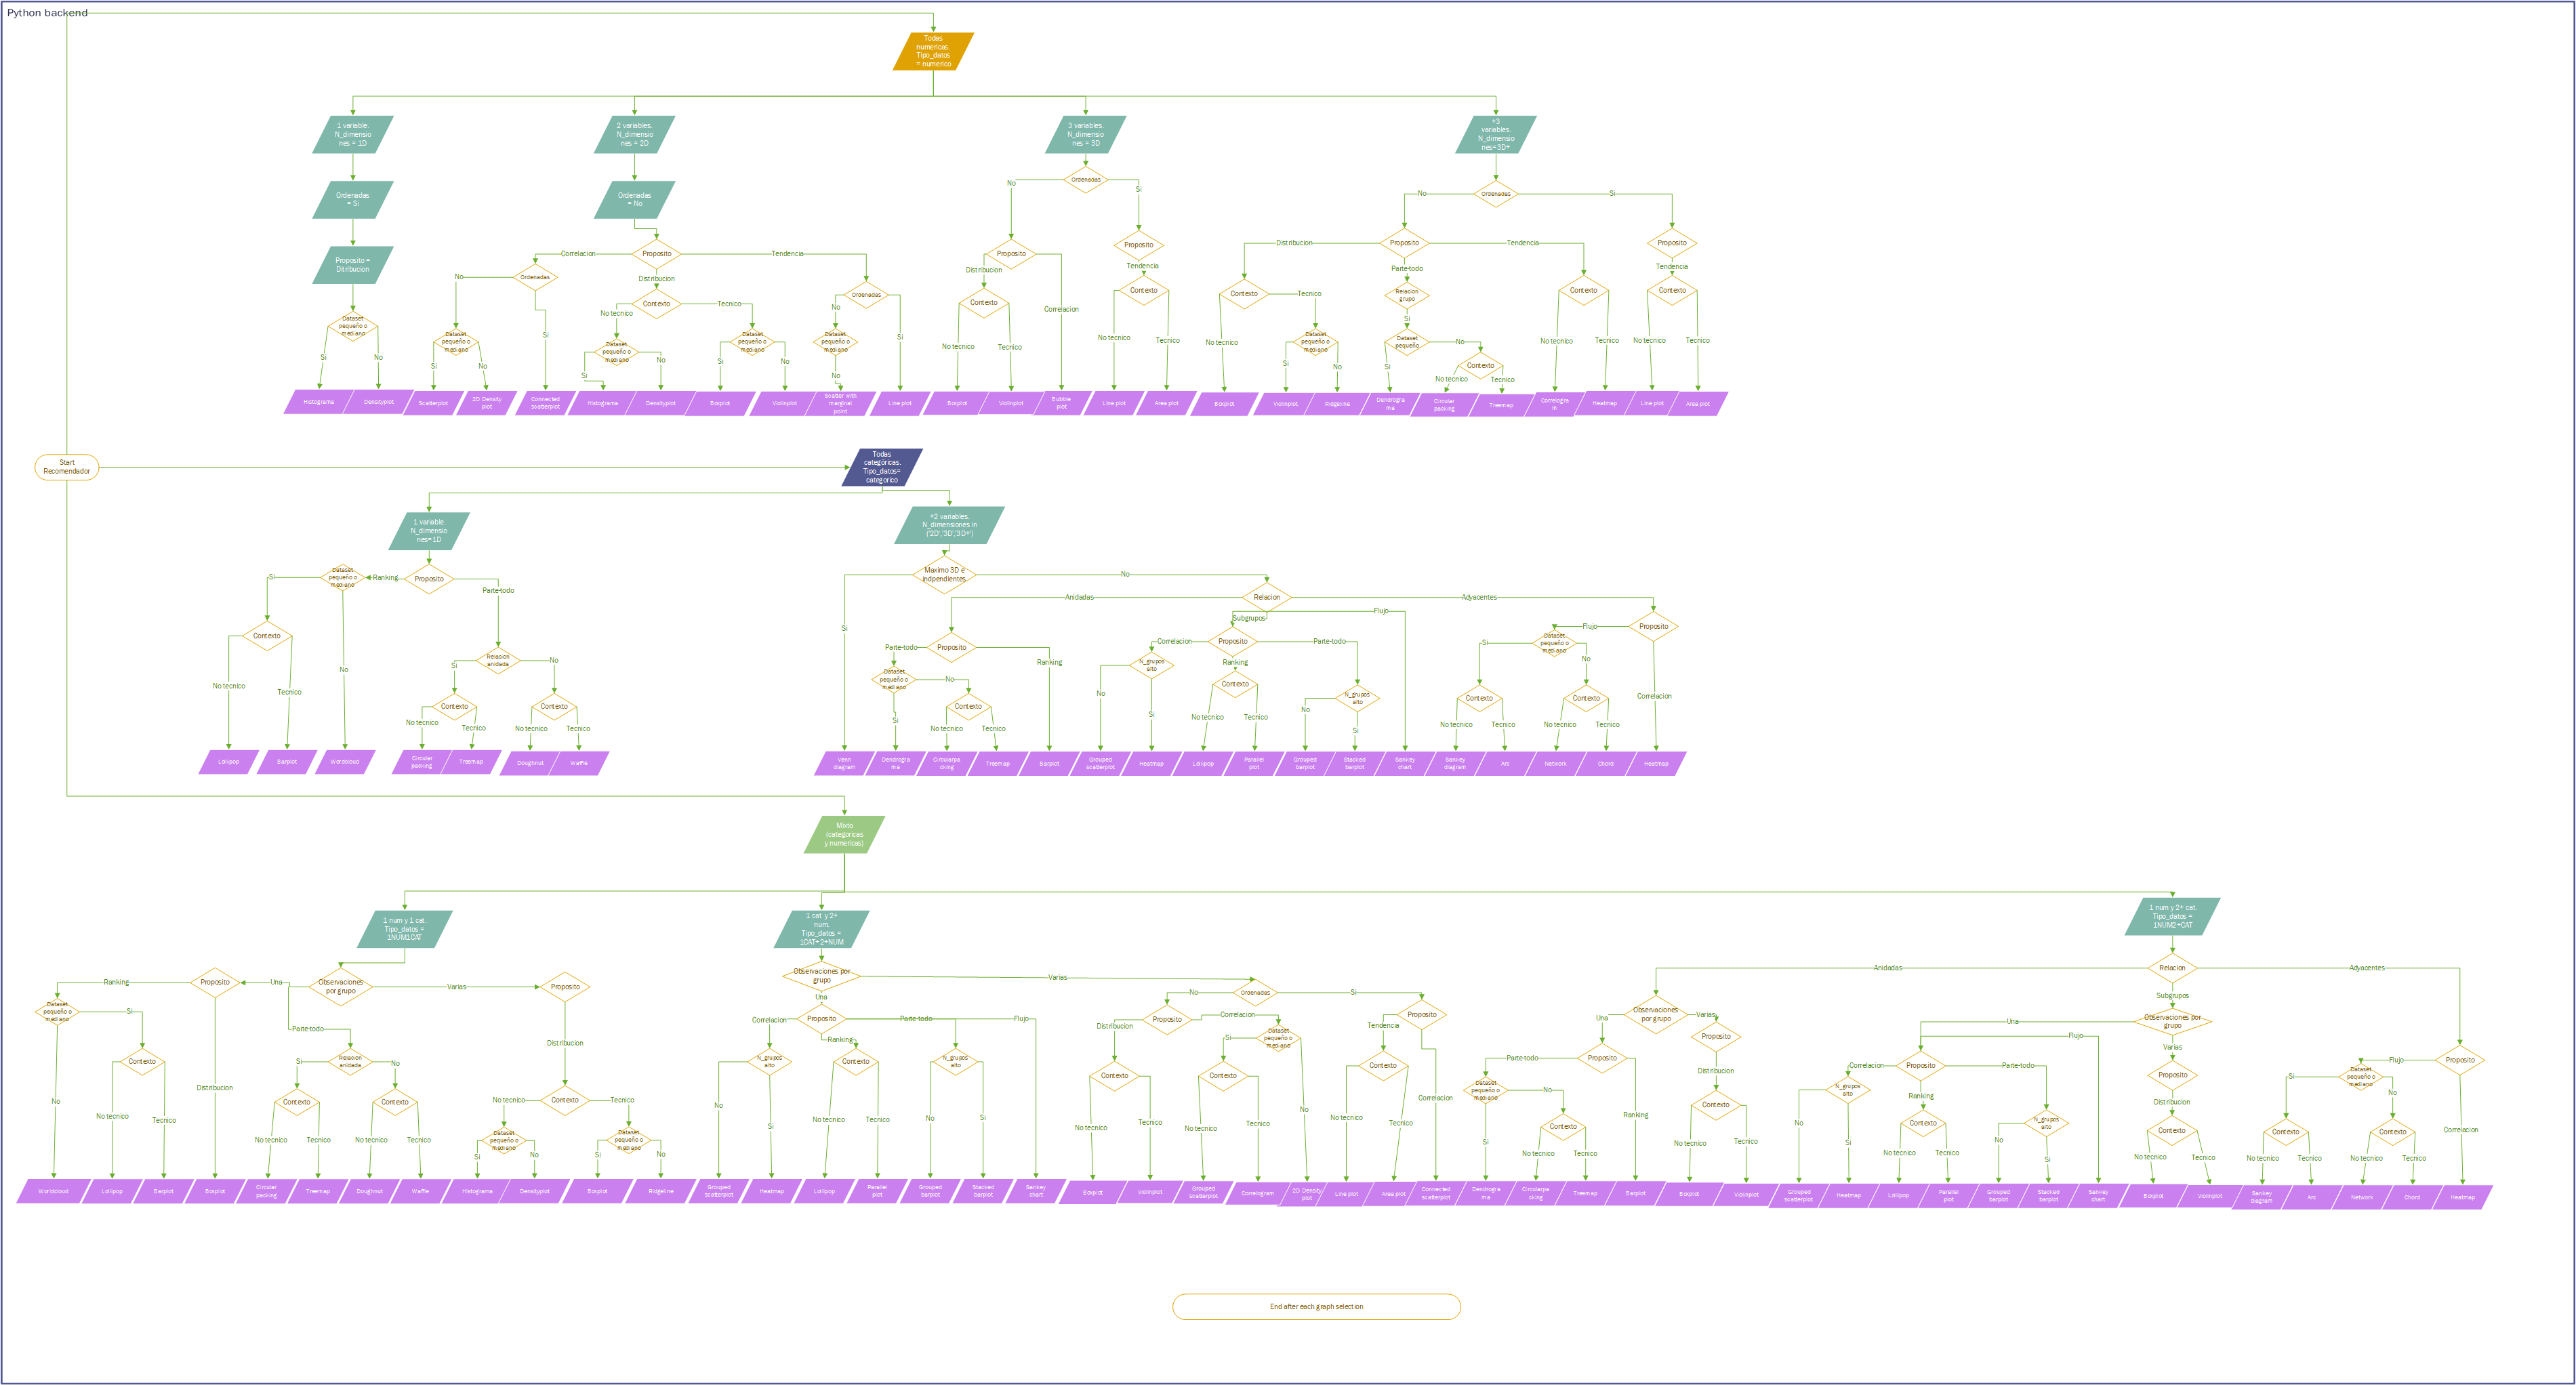 Python backend
Todas
numericas.
Tipo_datos
= numerico
1 variable.
N_dimensio
nes = 1D
2 variables.
N_dimensio
nes = 2D
3 variables.
N_dimensio
nes = 3D
+3
variables.
N_dimensio
nes=3D+
Ordenadas
= Si
Ordenadas
= No
Ordenadas
No
Si
Ordenadas
No
Si
Proposito =
Ditribucion
Proposito
Correlacion
Distribucion
Tendencia
Proposito
Distribucion
Correlacion
Proposito
Tendencia
Proposito
Distribucion
Parte-todo
Tendencia
Proposito
Tendencia
Dataset
pequeño o
mediano
Si
No
Ordenadas
No
Si
Dataset
pequeño o
mediano
Si
No
Contexto
No tecnico
Tecnico
Dataset
pequeño o
mediano
Si
No
Dataset
pequeño o
mediano
Si
No
Ordenadas
No
Si
Dataset
pequeño o
mediano
No
Contexto
No tecnico
Tecnico
Contexto
No tecnico
Tecnico
Contexto
No tecnico
Tecnico
Dataset
pequeño o
mediano
Si
No
Relacion
grupo
Si
Dataset
pequeño
Si
No
Contexto
No tecnico
Tecnico
Contexto
No tecnico
Tecnico
Contexto
No tecnico
Tecnico
Histograma
Densityplot
Scatterplot
2D Density
plot
Connected
scatterplot
Histograma
Densityplot
Boxplot
Violinplot
Scatter with
marginal
point
Line plot
Boxplot
Violinplot
Bubble
plot
Line plot
Area plot
Boxplot
Violinplot
Ridgeline
Dendrogra
ma
Circular
packing
Treemap
Correlogra
m
Heatmap
Line plot
Area plot
Start
Recomendador
Todas
categóricas.
Tipo_datos=
categorico
1 variable.
N_dimensio
nes=1D
+2 variables.
N_dimensiones in
('2D','3D','3D+')
Proposito
Ranking
Parte-todo
Dataset
pequeño o
mediano
Si
No
Contexto
No tecnico
Tecnico
Relacion
anidada
Si
No
Contexto
No tecnico
Tecnico
Contexto
No tecnico
Tecnico
Maximo 3D e
indpendientes
Si
No
Relacion
Anidadas
Subgrupos
Flujo
Adyacentes
Proposito
Parte-todo
Ranking
Dataset
pequeño o
mediano
Si
No
Contexto
No tecnico
Tecnico
Proposito
Correlacion
Ranking
Parte-todo
N_grupos
alto
No
Si
Contexto
No tecnico
Tecnico
N_grupos
alto
No
Si
Proposito
Flujo
Correlacion
Dataset
pequeño o
mediano
Si
No
Contexto
No tecnico
Tecnico
Contexto
No tecnico
Tecnico
Lolipop
Barplot
Wordcloud
Circular
packing
Treemap
Doughnut
Waffle
Venn
diagram
Dendrogra
ma
Circularpa
cking
Treemap
Barplot
Grouped
scatterplot
Heatmap
Lolipop
Parallel
plot
Grouped
barplot
Stacked
barplot
Sankey
chart
Sankey
diagram
Arc
Network
Chord
Heatmap
Mixto
(categoricas
y numericas)
1 num y 1 cat.
Tipo_datos =
1NUM1CAT
1 cat y 2+
num.
Tipo_datos =
1CAT+2+NUM
1 num y 2+ cat.
Tipo_datos =
1NUM2+CAT
Observaciones
por grupo
Una
Varias
Parte-todo
Proposito
Ranking
Distribucion
Dataset
pequeño o
mediano
Si
No
Contexto
No tecnico
Tecnico
Relacion
anidada
Si
No
Contexto
No tecnico
Tecnico
Contexto
No tecnico
Tecnico
Proposito
Distribucion
Contexto
No tecnico
Tecnico
Dataset
pequeño o
mediano
Si
No
Dataset
pequeño o
mediano
Si
No
Observaciones por
grupo
Una
Varias
Proposito
Correlacion
Ranking
Parte-todo
Flujo
N_grupos
alto
No
Si
Contexto
No tecnico
Tecnico
N_grupos
alto
No
Si
Ordenadas
No
Si
Proposito
Distribucion
Correlacion
Contexto
No tecnico
Tecnico
Dataset
pequeño o
mediano
Si
No
Contexto
No tecnico
Tecnico
Proposito
Tendencia
Correlacion
Contexto
No tecnico
Tecnico
Relacion
Anidadas
Subgrupos
Adyacentes
Observaciones
por grupo
Una
Varias
Proposito
Parte-todo
Ranking
Dataset
pequeño o
mediano
Si
No
Contexto
No tecnico
Tecnico
Proposito
Distribucion
Contexto
No tecnico
Tecnico
Observaciones por
grupo
Una
Varias
Proposito
Correlacion
Ranking
Parte-todo
Flujo
N_grupos
alto
No
Si
Contexto
No tecnico
Tecnico
N_grupos
alto
No
Si
Proposito
Distribucion
Contexto
No tecnico
Tecnico
Proposito
Flujo
Correlacion
Dataset
pequeño o
mediano
Si
No
Contexto
No tecnico
Tecnico
Contexto
No tecnico
Tecnico
Wordcloud
Lolipop
Barplot
Boxplot
Circular
packing
Treemap
Doughnut
Waffle
Histograma
Densityplot
Boxplot
Ridgeline
Grouped
scatterplot
Heatmap
Lolipop
Parallel
plot
Grouped
barplot
Stacked
barplot
Sankey
chart
Boxplot
Violinplot
Grouped
scatterplot
Correlogram
2D Density
plot
Line plot
Area plot
Connected
scatterplot
Dendrogra
ma
Circularpa
cking
Treemap
Barplot
Boxplot
Violinplot
Grouped
scatterplot
Heatmap
Lolipop
Parallel
plot
Grouped
barplot
Stacked
barplot
Sankey
chart
Boxplot
Violinplot
Sankey
diagram
Arc
Network
Chord
Heatmap
End after each graph selection